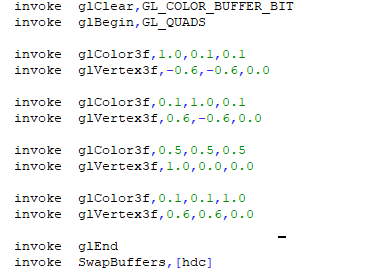 invoke  glClear,GL_COLOR_BUFFER_BIT
invoke  glBegin,GL_QUADS
invoke  glColor3f,1.0,0.1,0.1
invoke  glVertex3f,-0.6,-0.6,0.0
invoke  glColor3f,0.1,1.0,0.1
invoke  glVertex3f,0.6,-0.6,0.0
invoke  glColor3f,0.5,0.5,0.5
invoke  glVertex3f,1.0,0.0,0.0
invoke  glColor3f,0.1,0.1,1.0
invoke  glVertex3f,0.6,0.6,0.0
invoke  glEnd
invoke  SwapBuffers,[hdc]